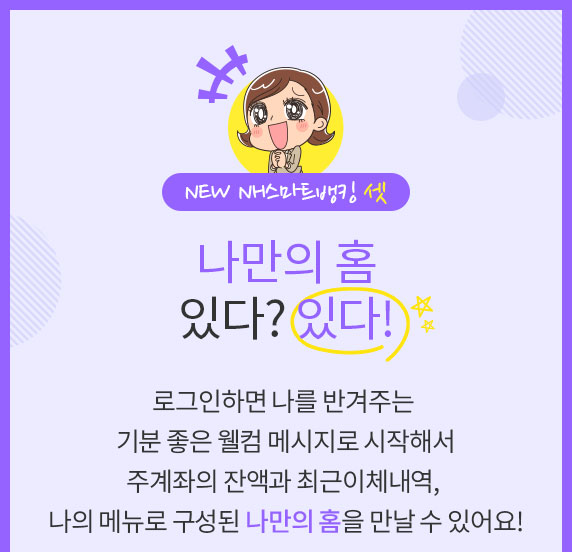 NEW NH스마트뱅킹 셋
나만의 홈
있다? 있다!
로그인하면 나를 반겨주는
기분 좋은 웰컴 메시지로 시작해서
주계좌의 잔액과 최근이체내역,
나의 메뉴로 구성된 나만의 홈을 만날 수 있어요!